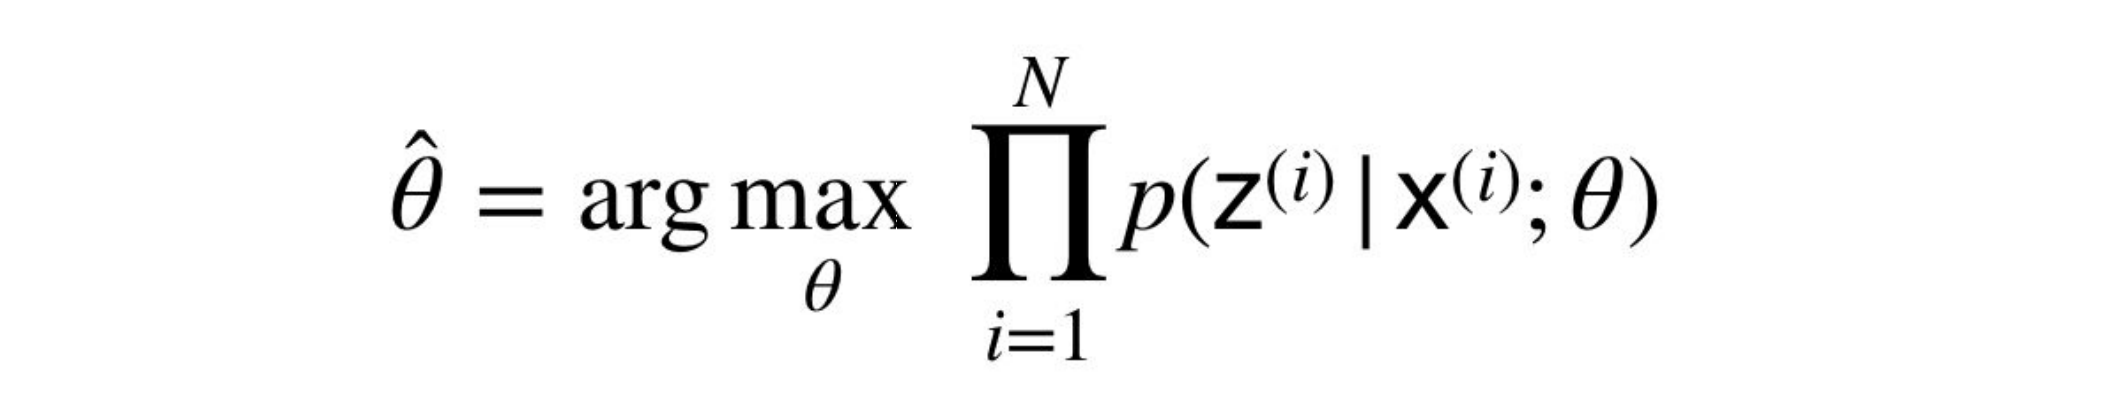 θ̂ = arg max_θ ∏_{i=1}^{N} p(z^{(i)} | x^{(i)}; θ)